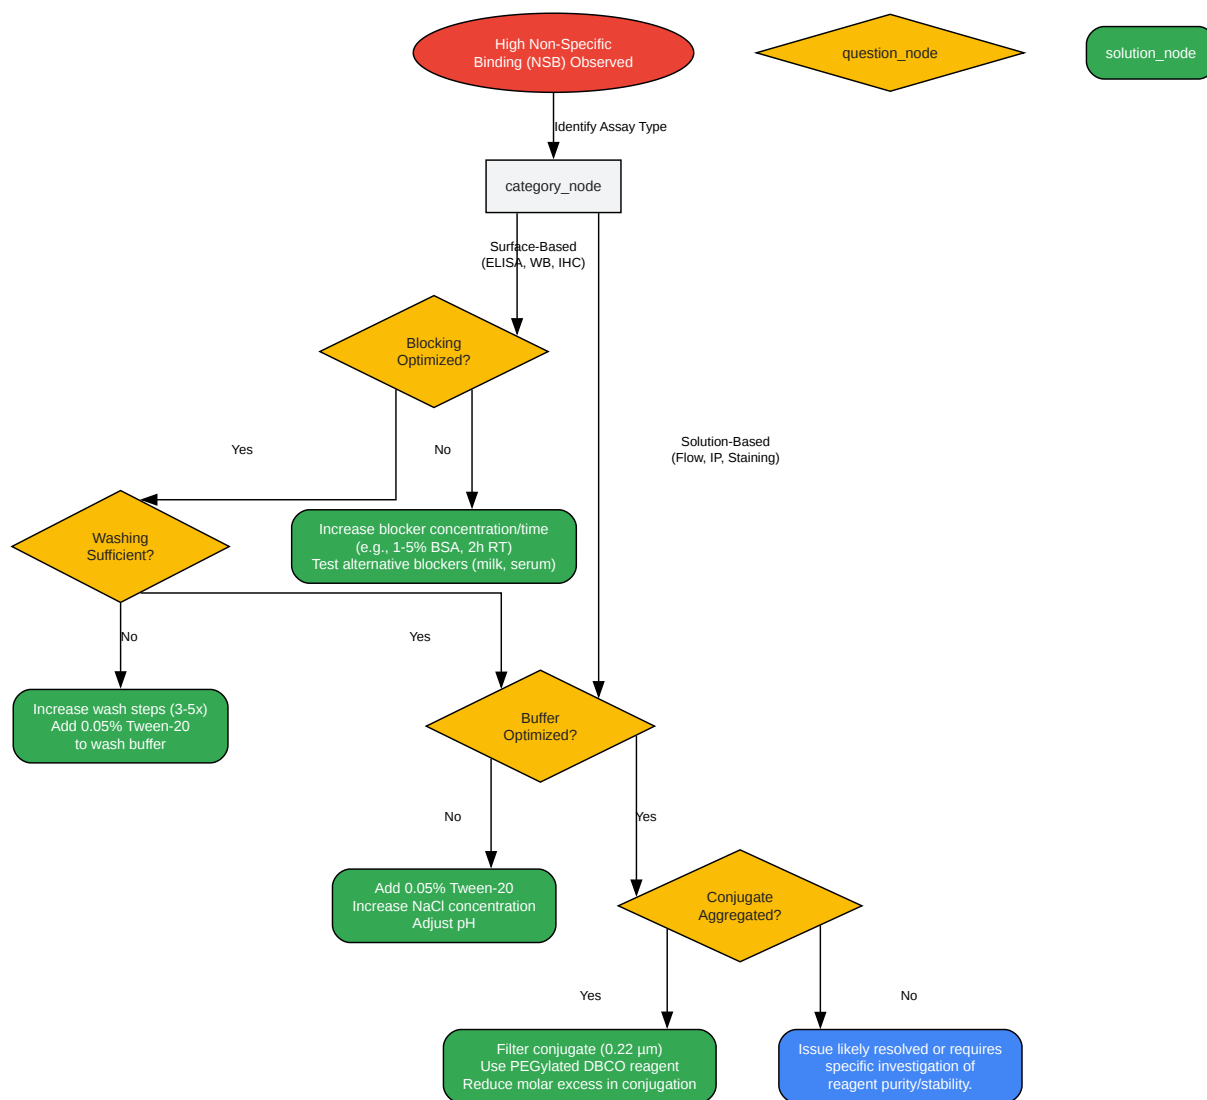 High Non-Specific
Binding (NSB) Observed
question_node
solution_node
Identify Assay Type
category_node
Surface-Based
(ELISA, WB, IHC)
Blocking
Optimized?
Yes
No
Solution-Based
(Flow, IP, Staining)
Washing
Sufficient?
Increase blocker concentration/time
(e.g., 1-5% BSA, 2h RT)
Test alternative blockers (milk, serum)
No
Yes
Increase wash steps (3-5x)
Add 0.05% Tween-20
to wash buffer
Buffer
Optimized?
No
Yes
Add 0.05% Tween-20
Increase NaCl concentration
Adjust pH
Conjugate
Aggregated?
Yes
No
Filter conjugate (0.22 µm)
Use PEGylated DBCO reagent
Reduce molar excess in conjugation
Issue likely resolved or requires
specific investigation of
reagent purity/stability.